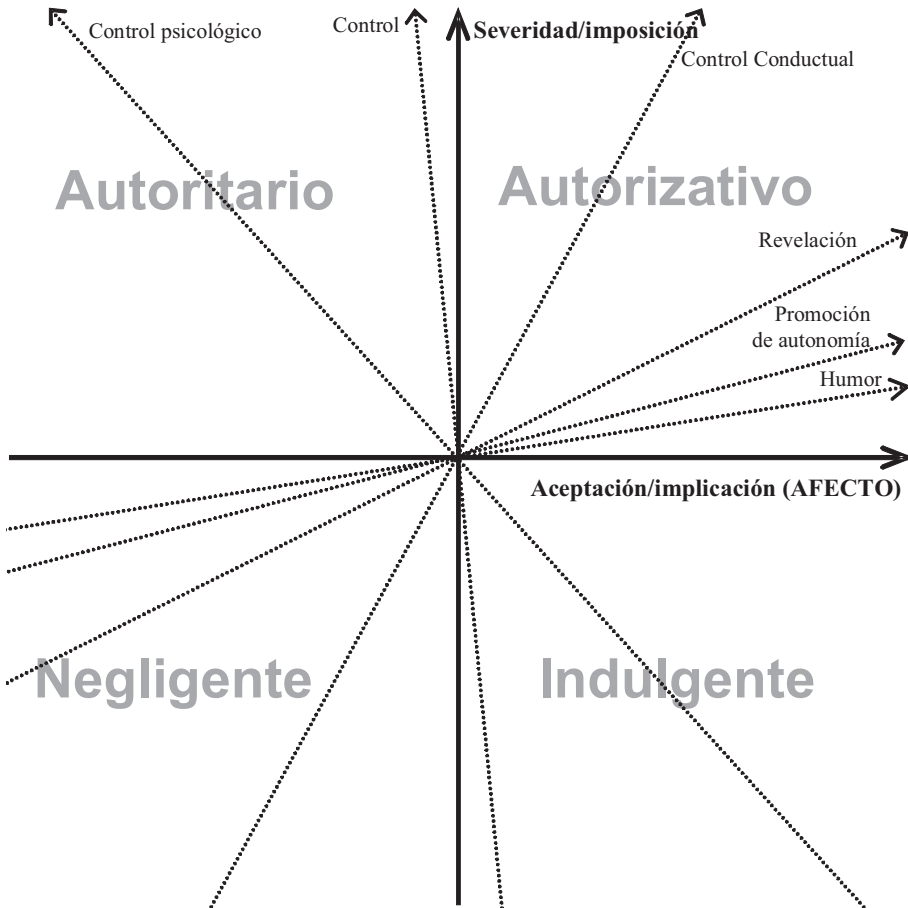 Control psicológico
Control
Severidad/imposición
Control Conductual
Autoritario
Autorizativo
Revelación
Promoción
de autonomía
Humor
Aceptación/implicación (AFECTO)
Negligente
Indulgente